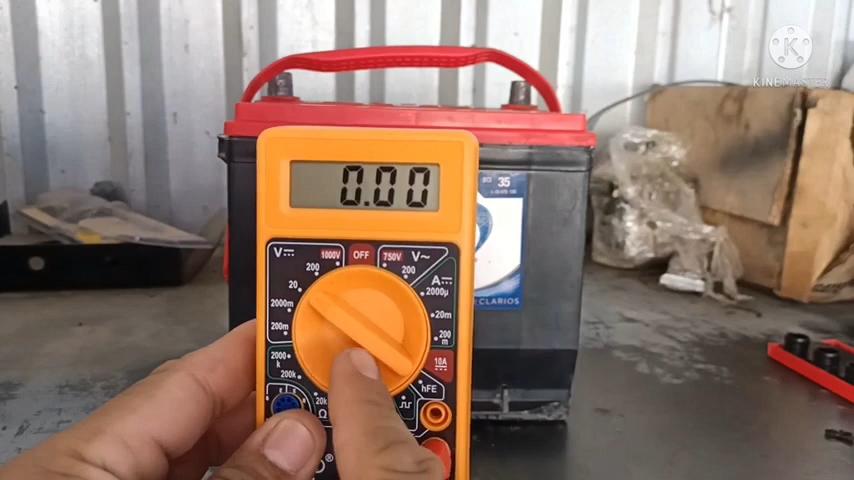 KINEMASTER
BCI 35
CLARIOS
0.00
V⎓ 1000V OFF 750V V~
200 200
A⎓
20 2000μ
2000m 20m
200m 200m
2000k 10A
200k hFE
20k
Ω